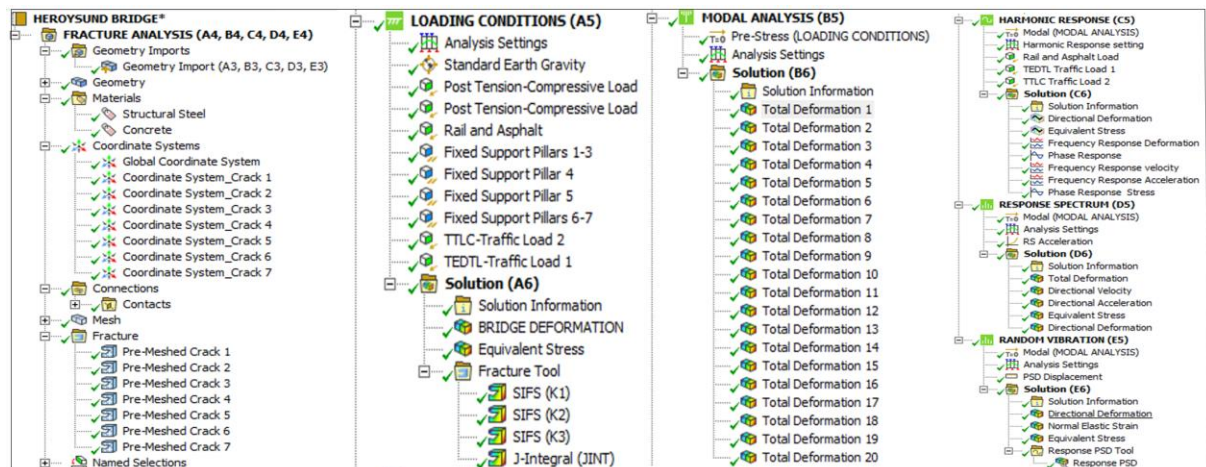 HEROYSUND BRIDGE*
FRACTURE ANALYSIS (A4, B4, C4, D4, E4)
Geometry Imports
Geometry Import (A3, B3, C3, D3, E3)
Geometry
Materials
Structural Steel
Concrete
Coordinate Systems
Global Coordinate System
Coordinate System_Crack 1
Coordinate System_Crack 2
Coordinate System_Crack 3
Coordinate System_Crack 4
Coordinate System_Crack 5
Coordinate System_Crack 6
Coordinate System_Crack 7
Connections
Contacts
Mesh
Fracture
Pre-Meshed Crack 1
Pre-Meshed Crack 2
Pre-Meshed Crack 3
Pre-Meshed Crack 4
Pre-Meshed Crack 5
Pre-Meshed Crack 6
Pre-Meshed Crack 7
Named Selections
LOADING CONDITIONS (A5)
Analysis Settings
Standard Earth Gravity
Post Tension-Compressive Load
Post Tension-Compressive Load
Rail and Asphalt
Fixed Support Pillars 1-3
Fixed Support Pillar 4
Fixed Support Pillar 5
Fixed Support Pillars 6-7
TTLC-Traffic Load 2
TEDTL-Traffic Load 1
Solution (A6)
Solution Information
BRIDGE DEFORMATION
Equivalent Stress
Fracture Tool
SIFS (K1)
SIFS (K2)
SIFS (K3)
J-Integral (JINT)
MODAL ANALYSIS (B5)
Pre-Stress (LOADING CONDITIONS)
Analysis Settings
Solution (B6)
Solution Information
Total Deformation 1
Total Deformation 2
Total Deformation 3
Total Deformation 4
Total Deformation 5
Total Deformation 6
Total Deformation 7
Total Deformation 8
Total Deformation 9
Total Deformation 10
Total Deformation 11
Total Deformation 12
Total Deformation 13
Total Deformation 14
Total Deformation 15
Total Deformation 16
Total Deformation 17
Total Deformation 18
Total Deformation 19
Total Deformation 20
HARMONIC RESPONSE (C5)
Modal (MODAL ANALYSIS)
Harmonic Response setting
Rail and Asphalt Load
TEDTL Traffic Load 1
TTLC Traffic Load 2
Solution (C6)
Solution Information
Directional Deformation
Equivalent Stress
Frequency Response Deformation
Phase Response
Frequency Response velocity
Frequency Response Acceleration
Phase Response Stress
RESPONSE SPECTRUM (D5)
Modal (MODAL ANALYSIS)
Analysis Settings
RS Acceleration
Solution (D6)
Solution Information
Total Deformation
Directional Velocity
Directional Acceleration
Equivalent Stress
Directional Deformation
RANDOM VIBRATION (E5)
Modal (MODAL ANALYSIS)
Analysis Settings
PSD Displacement
Solution (E6)
Solution Information
Directional Deformation
Normal Elastic Strain
Equivalent Stress
Response PSD Tool
Response PSD